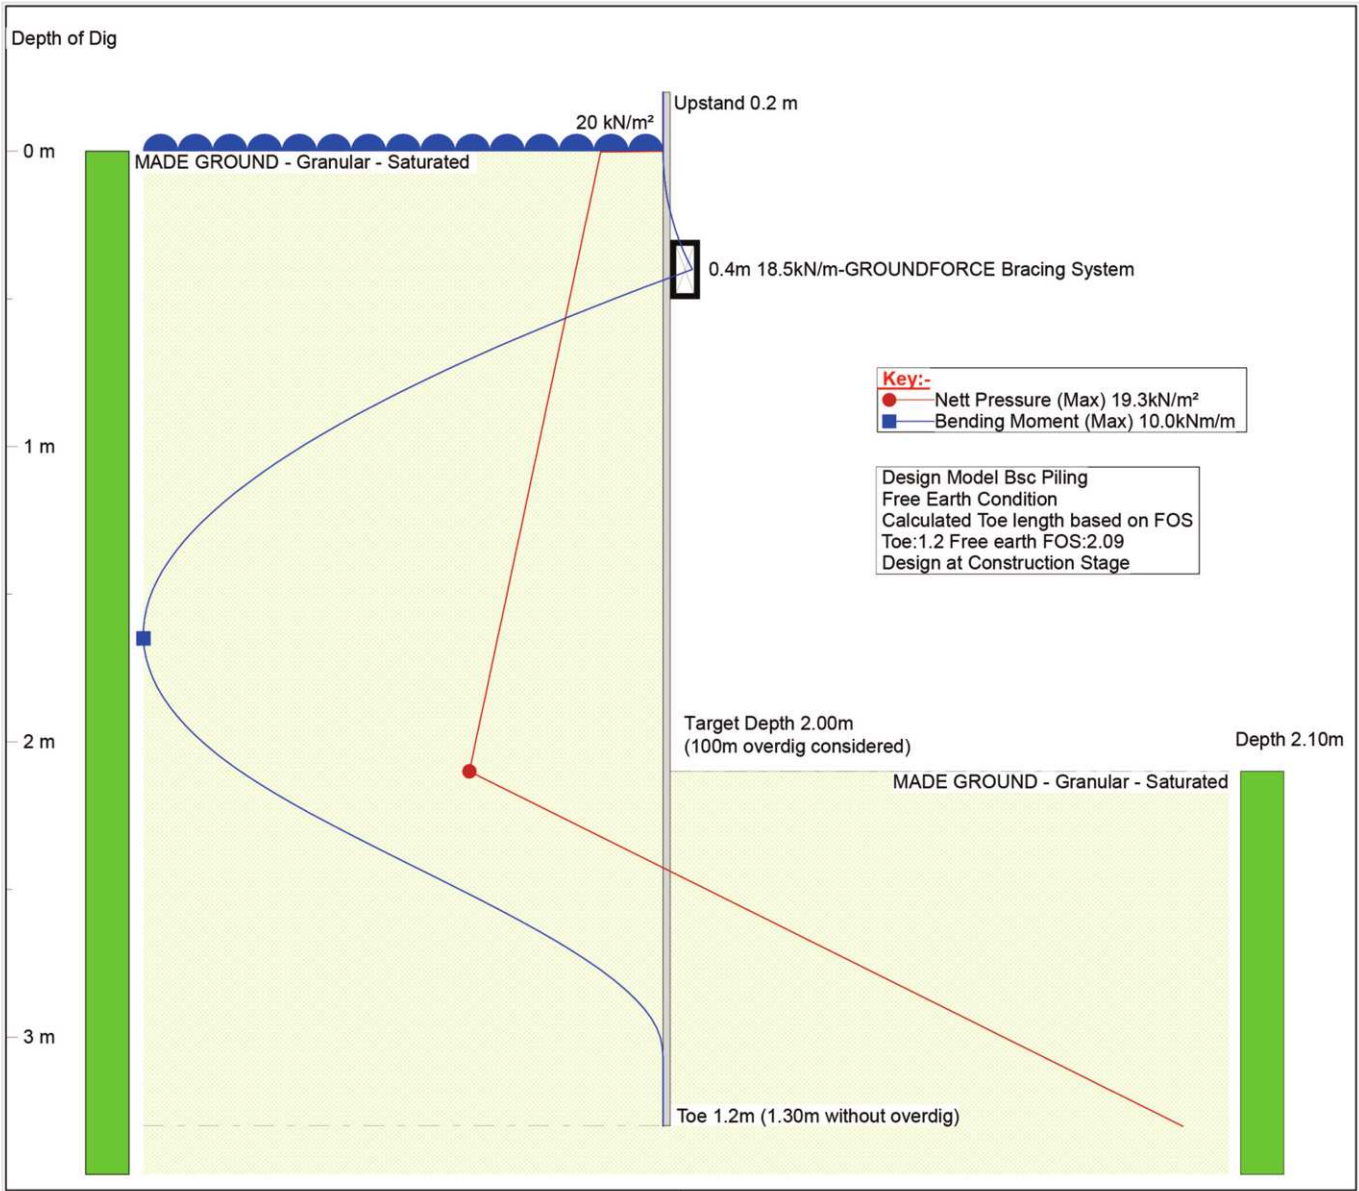 Depth of Dig
Upstand 0.2 m
20 kN/m²
0 m
MADE GROUND - Granular - Saturated
0.4m 18.5kN/m-GROUNDFORCE Bracing System
Key:-
Nett Pressure (Max) 19.3kN/m²
Bending Moment (Max) 10.0kNm/m
1 m
Design Model Bsc Piling
Free Earth Condition
Calculated Toe length based on FOS
Toe:1.2 Free earth FOS:2.09
Design at Construction Stage
Target Depth 2.00m
(100m overdig considered)
2 m
Depth 2.10m
MADE GROUND - Granular - Saturated
3 m
Toe 1.2m (1.30m without overdig)